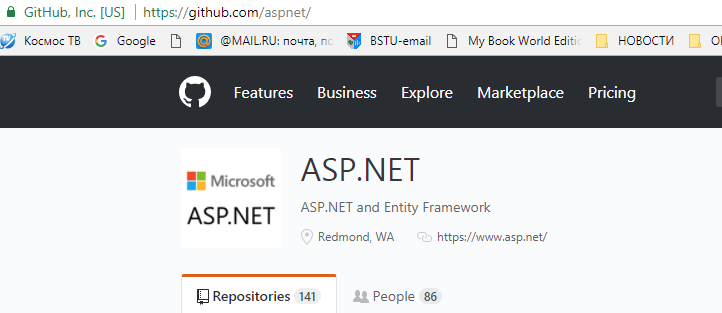 GitHub, Inc. [US] https://github.com/aspnet/
Космос ТВ Google @MAIL.RU: почта, по BSTU-email My Book World Editio НОВОСТИ
Features Business Explore Marketplace Pricing
Microsoft
ASP.NET
ASP.NET
ASP.NET and Entity Framework
Redmond, WA https://www.asp.net/
Repositories 141 People 86